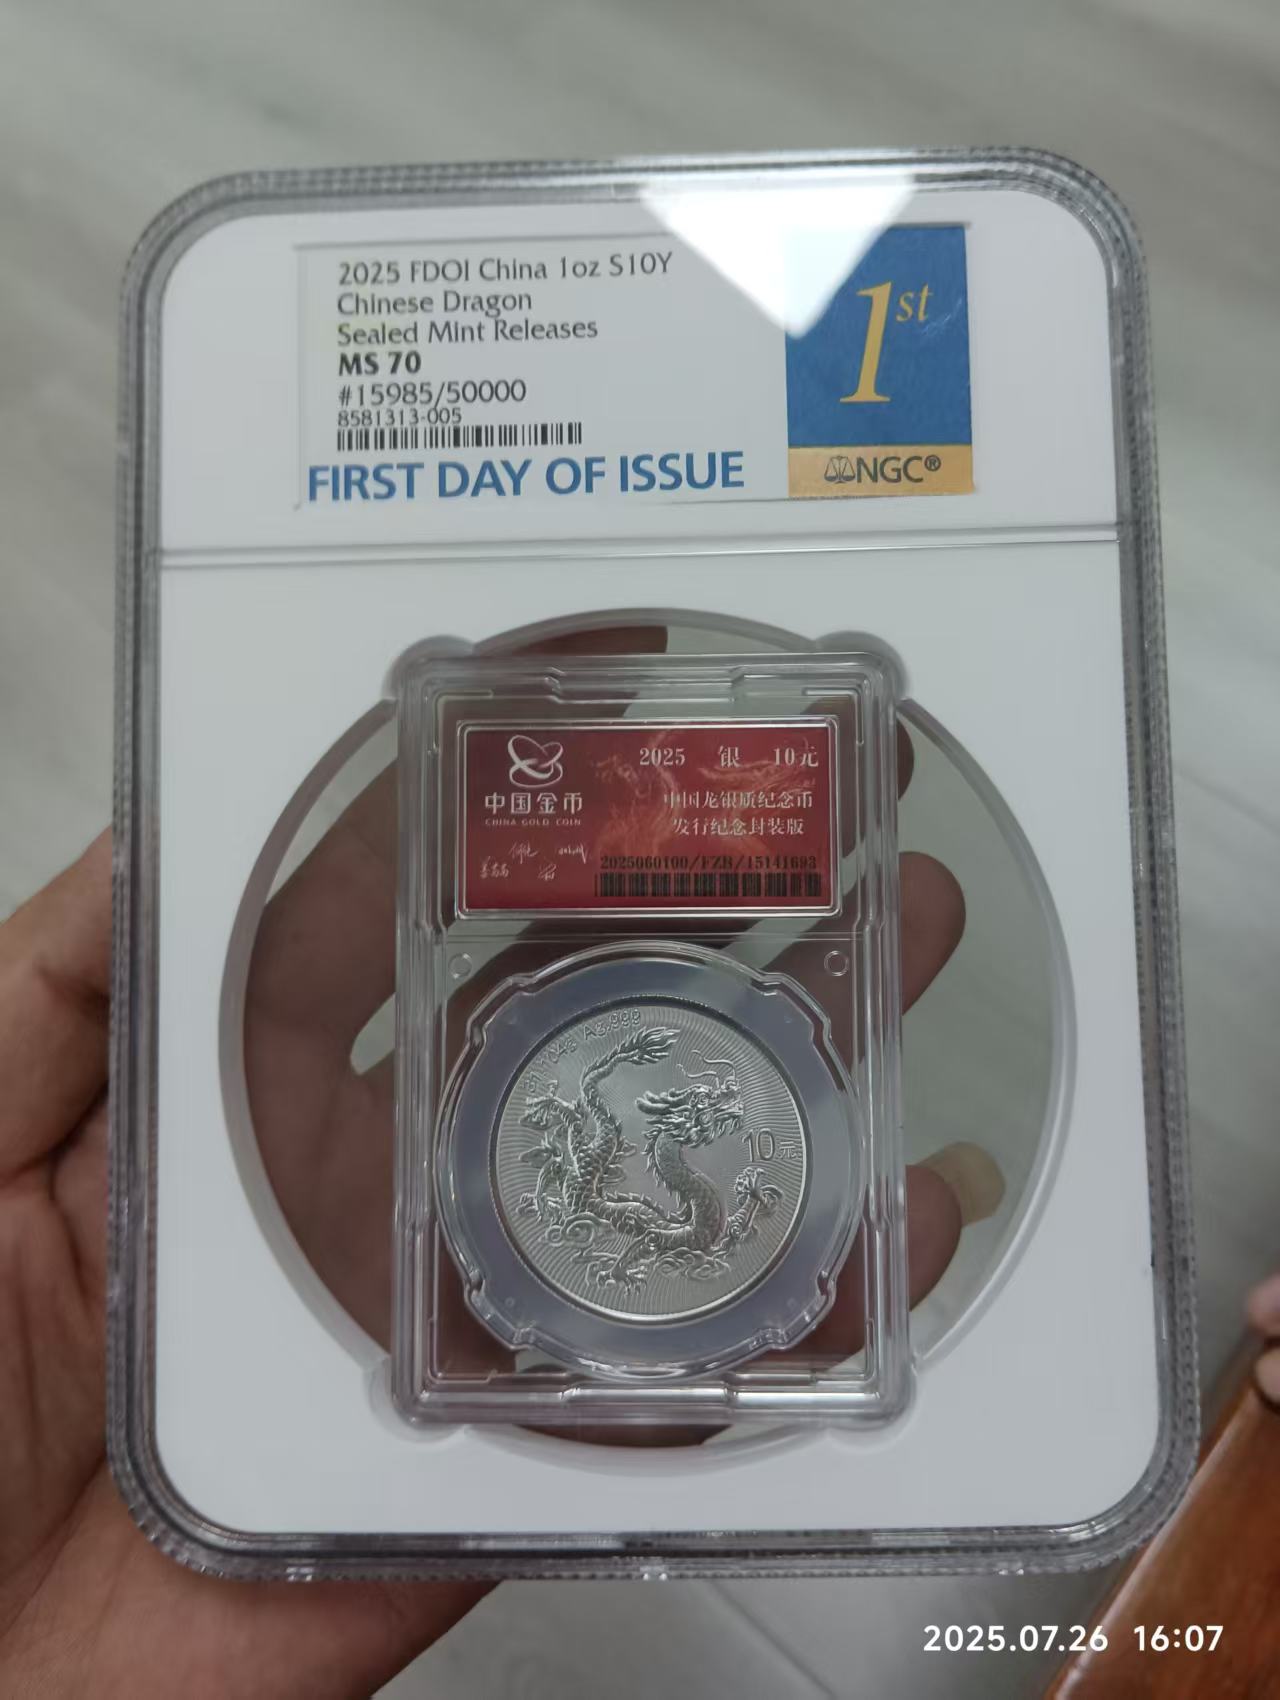 2025 FDOI China 1oz S10Y
Chinese Dragon
Sealed Mint Releases
MS 70
#15985/50000
8581313-005
FIRST DAY OF ISSUE
1st
NGC®
中国金币
CHINA GOLD COIN
2025 银 10元
中国龙银质纪念币
发行纪念封装版
2025060100/FZB/15141693
31.104g Ag.999
10元
2025.07.26 16:07